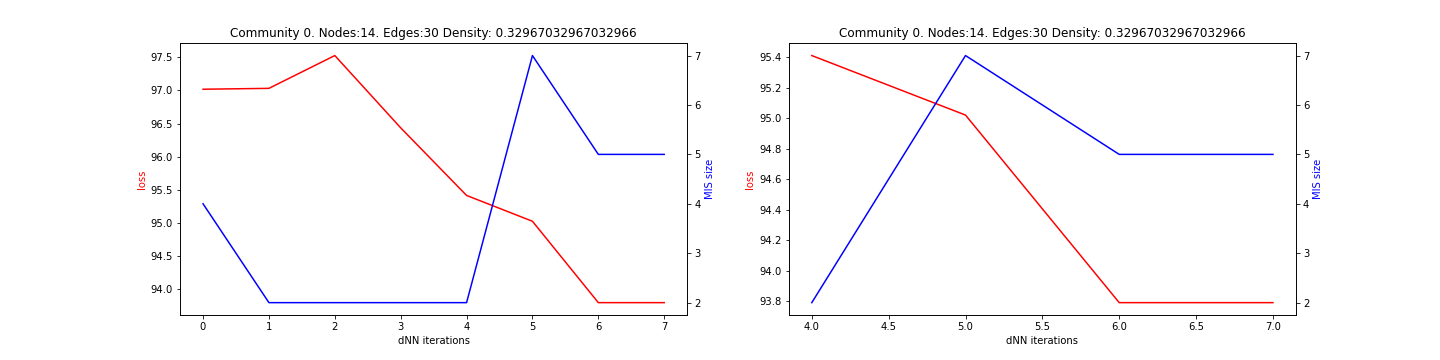 Community 0. Nodes:14. Edges:30 Density: 0.32967032967032966
97.5
97.0
96.5
96.0
95.5
95.0
94.5
94.0
loss
7
6
5
4
3
2
MIS size
0 1 2 3 4 5 6 7
dNN iterations
Community 0. Nodes:14. Edges:30 Density: 0.32967032967032966
95.4
95.2
95.0
94.8
94.6
94.4
94.2
94.0
93.8
loss
7
6
5
4
3
2
MIS size
4.0 4.5 5.0 5.5 6.0 6.5 7.0
dNN iterations